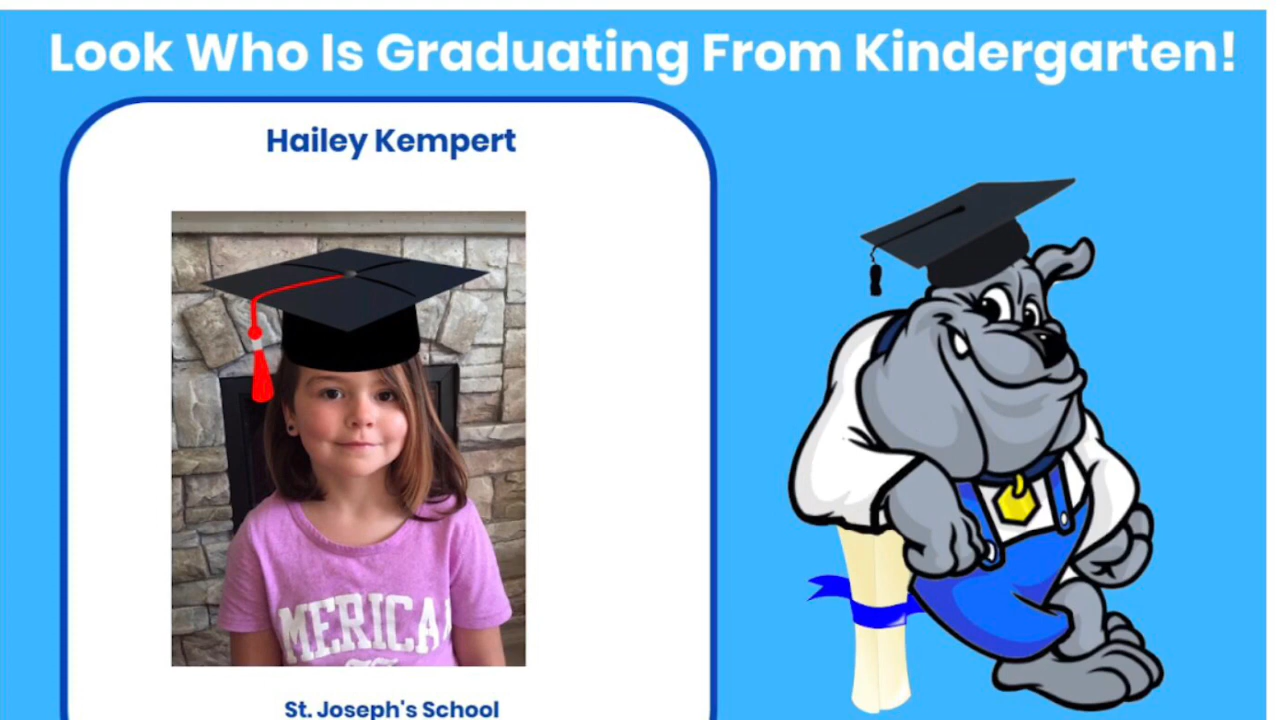 Look Who Is Graduating From Kindergarten!
Hailey Kempert
MERICA
St. Joseph's School